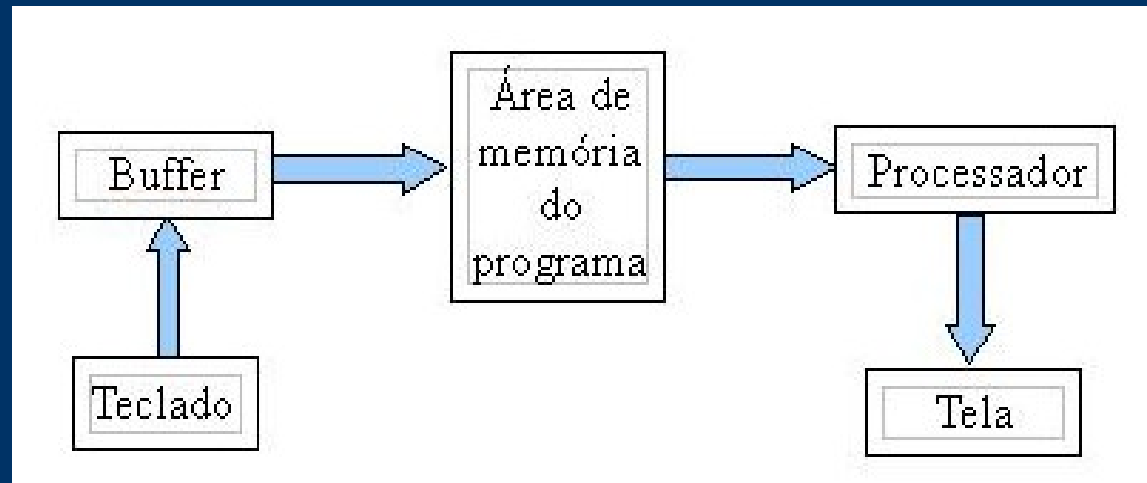 Área de
memória
do
programa
Buffer
Processador
Teclado
Tela